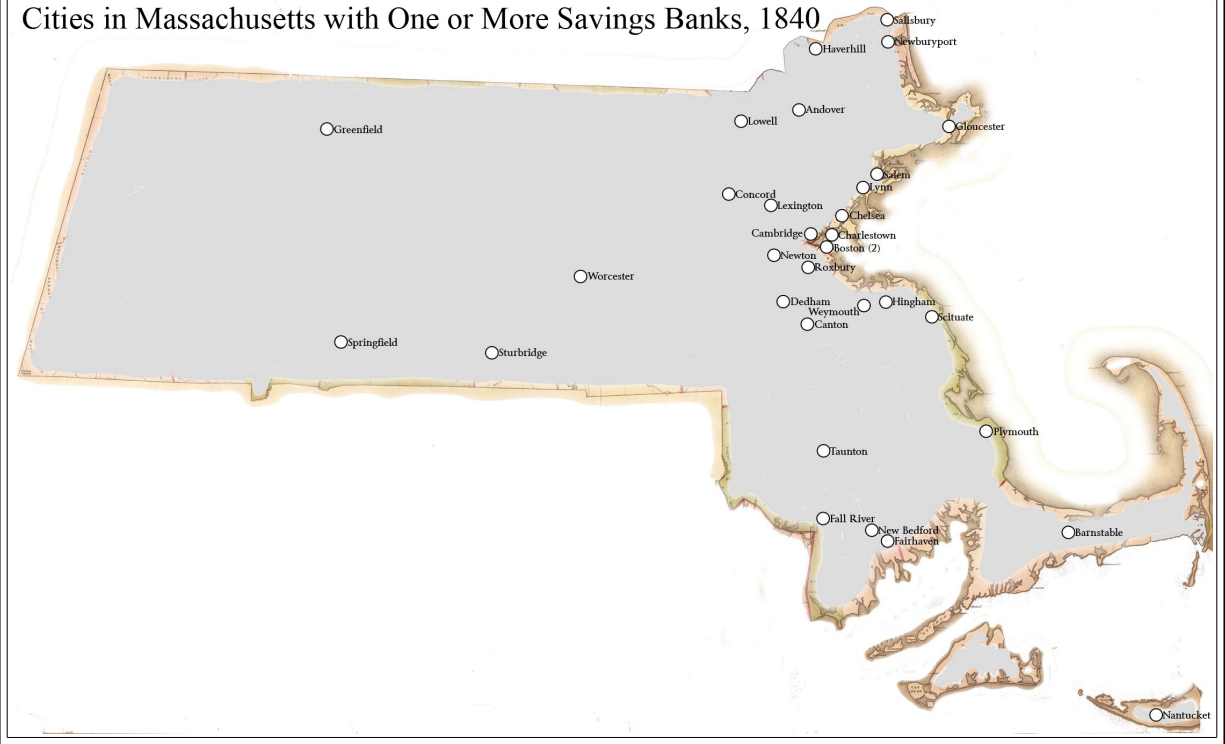 Cities in Massachusetts with One or More Savings Banks, 1840
Salisbury
Newburyport
Haverhill
Andover
Lowell
Gloucester
Greenfield
Salem
Lynn
Concord
Lexington
Chelsea
Cambridge
Charlestown
Boston (2)
Newton
Roxbury
Worcester
Dedham
Hingham
Weymouth
Scituate
Canton
Springfield
Sturbridge
Plymouth
Taunton
Fall River
New Bedford
Barnstable
Fairhaven
Nantucket